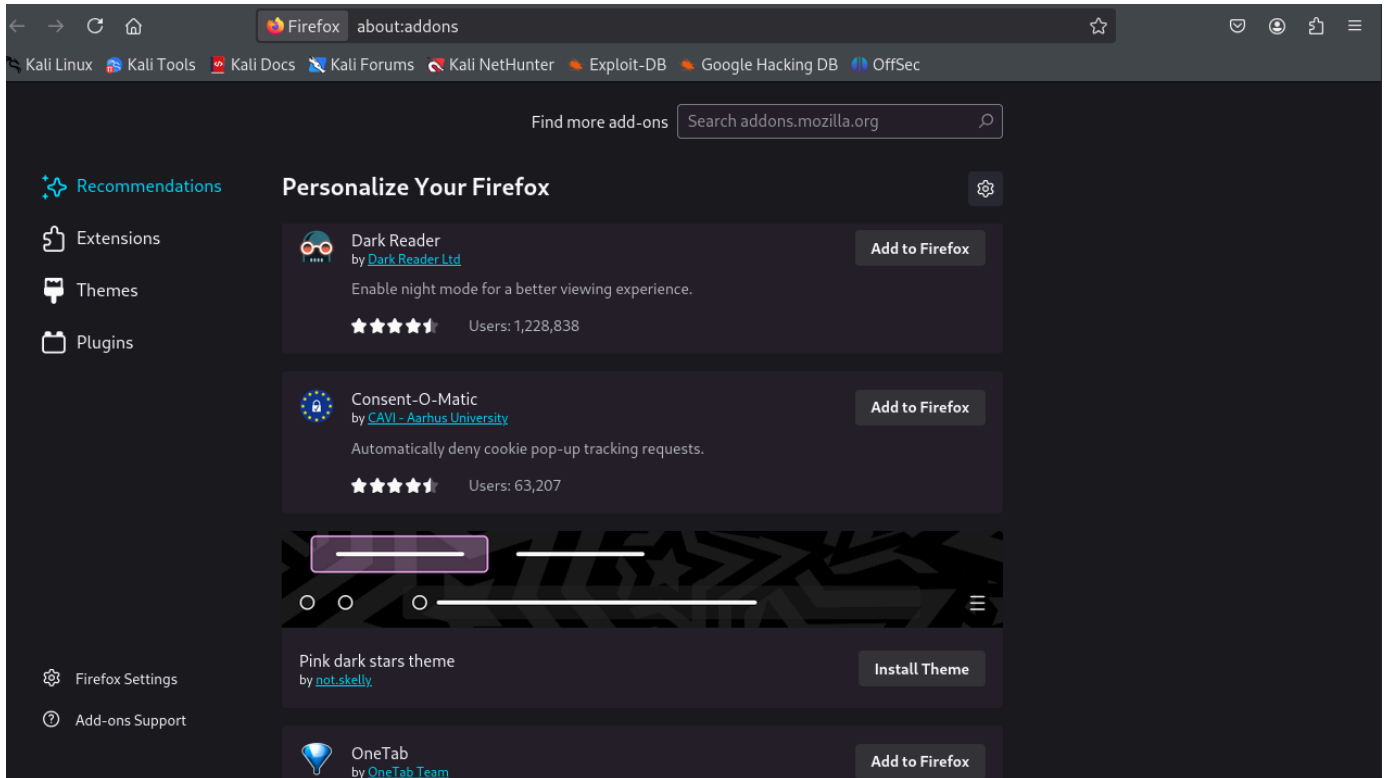 Firefox about:addons
Kali Linux Kali Tools Kali Docs Kali Forums Kali NetHunter Exploit-DB Google Hacking DB OffSec
Find more add-ons Search addons.mozilla.org
Recommendations
Extensions
Themes
Plugins
Firefox Settings
Add-ons Support
Personalize Your Firefox
Dark Reader
by Dark Reader Ltd
Add to Firefox
Enable night mode for a better viewing experience.
Users: 1,228,838
Consent-O-Matic
by CAVI - Aarhus University
Add to Firefox
Automatically deny cookie pop-up tracking requests.
Users: 63,207
Pink dark stars theme
by not.skelly
Install Theme
OneTab
by OneTab Team
Add to Firefox